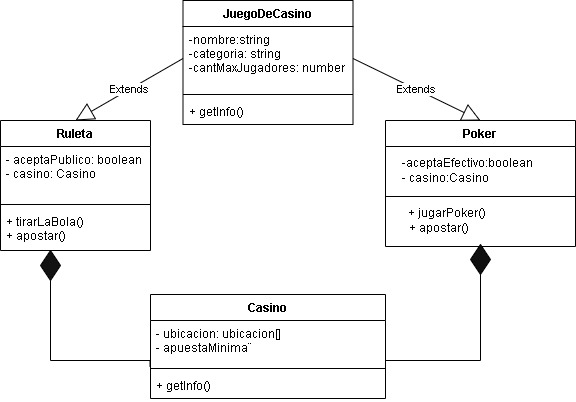 JuegoDeCasino
-nombre:string
-categoria: string
-cantMaxJugadores: number
+ getInfo()
Extends
Extends
Ruleta
- aceptaPublico: boolean
- casino: Casino
+ tirarLaBola()
+ apostar()
Poker
-aceptaEfectivo:boolean
- casino:Casino
+ jugarPoker()
+ apostar()
Casino
- ubicacion: ubicacion[]
- apuestaMinima¨
+ getInfo()